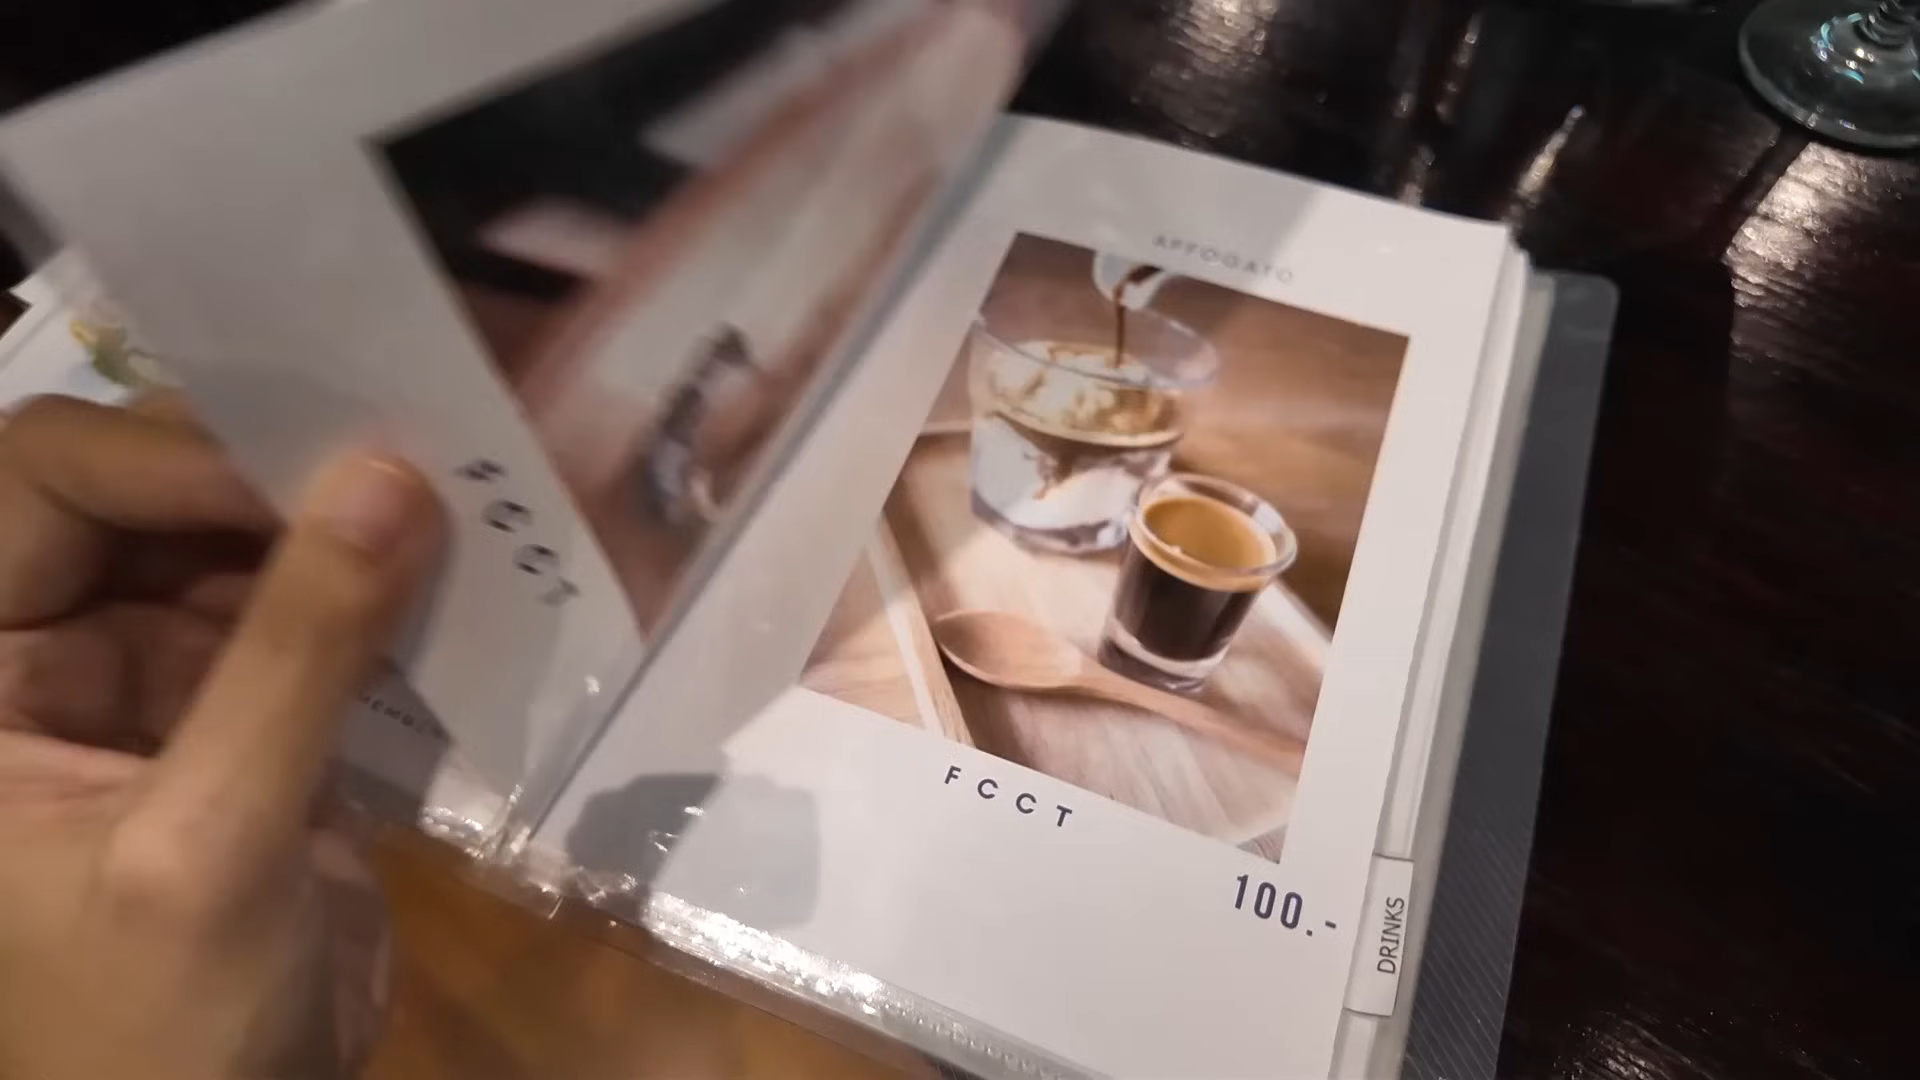 FCCT
AFFOGATO
FCCT
100.-
DRINKS